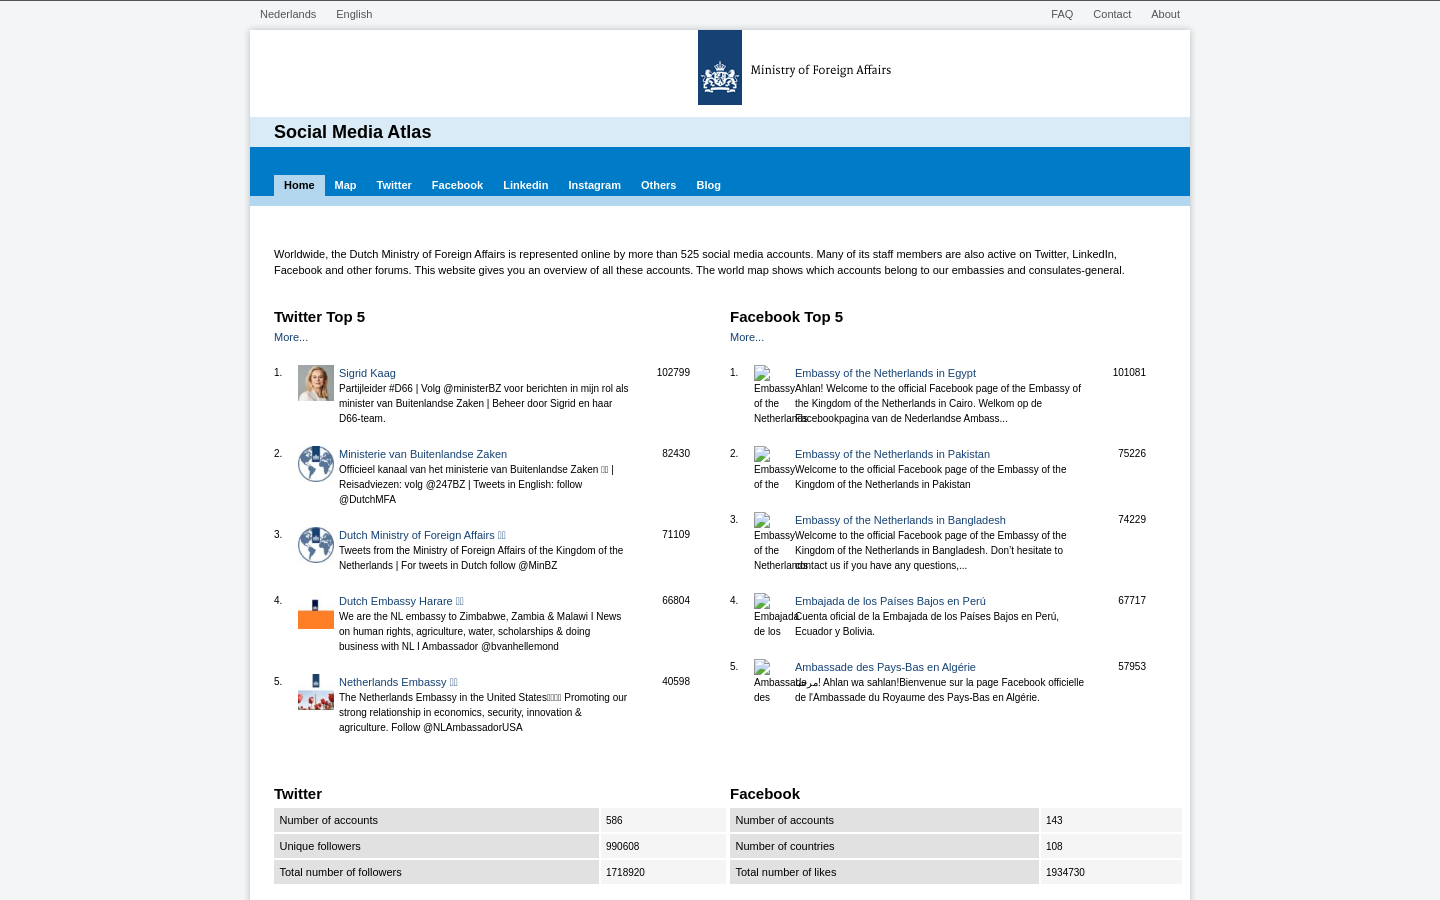 Nederlands English FAQ Contact About
Ministry of Foreign Affairs
Social Media Atlas
Home Map Twitter Facebook Linkedin Instagram Others Blog
Worldwide, the Dutch Ministry of Foreign Affairs is represented online by more than 525 social media accounts. Many of its staff members are also active on Twitter, LinkedIn,
Facebook and other forums. This website gives you an overview of all these accounts. The world map shows which accounts belong to our embassies and consulates-general.
Twitter Top 5
More...
1. Sigrid Kaag 102799
Partijleider #D66 | Volg @ministerBZ voor berichten in mijn rol als
minister van Buitenlandse Zaken | Beheer door Sigrid en haar
D66-team.
2. Ministerie van Buitenlandse Zaken 82430
Officieel kanaal van het ministerie van Buitenlandse Zaken |
Reisadviezen: volg @247BZ | Tweets in English: follow
@DutchMFA
3. Dutch Ministry of Foreign Affairs 71109
Tweets from the Ministry of Foreign Affairs of the Kingdom of the
Netherlands | For tweets in Dutch follow @MinBZ
4. Dutch Embassy Harare 66804
We are the NL embassy to Zimbabwe, Zambia & Malawi I News
on human rights, agriculture, water, scholarships & doing
business with NL I Ambassador @bvanhellemond
5. Netherlands Embassy 40598
The Netherlands Embassy in the United States Promoting our
strong relationship in economics, security, innovation &
agriculture. Follow @NLAmbassadorUSA
Facebook Top 5
More...
1. Embassy of the Netherlands in Egypt 101081
Embassy Ahlan! Welcome to the official Facebook page of the Embassy of
of the the Kingdom of the Netherlands in Cairo. Welkom op de
Netherlands Facebookpagina van de Nederlandse Ambass...
2. Embassy of the Netherlands in Pakistan 75226
Embassy Welcome to the official Facebook page of the Embassy of the
of the Kingdom of the Netherlands in Pakistan
3. Embassy of the Netherlands in Bangladesh 74229
Embassy Welcome to the official Facebook page of the Embassy of the
of the Kingdom of the Netherlands in Bangladesh. Don't hesitate to
Netherlands contact us if you have any questions,...
4. Embajada de los Países Bajos en Perú 67717
Embajada Cuenta oficial de la Embajada de los Países Bajos en Perú,
de los Ecuador y Bolivia.
5. Ambassade des Pays-Bas en Algérie 57953
Ambassade ! Ahlan wa sahlan!Bienvenue sur la page Facebook officielle
des de l'Ambassade du Royaume des Pays-Bas en Algérie.
Twitter
Number of accounts 586
Unique followers 990608
Total number of followers 1718920
Facebook
Number of accounts 143
Number of countries 108
Total number of likes 1934730